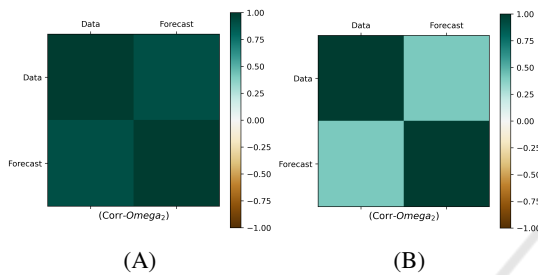 Data Forecast
1.00
0.75
0.50
0.25
0.00
−0.25
−0.50
−0.75
−1.00
Data
Forecast
(Corr-Omega2)
(A)
Data Forecast
1.00
0.75
0.50
0.25
0.00
−0.25
−0.50
−0.75
−1.00
Data
Forecast
(Corr-Omega2)
(B)